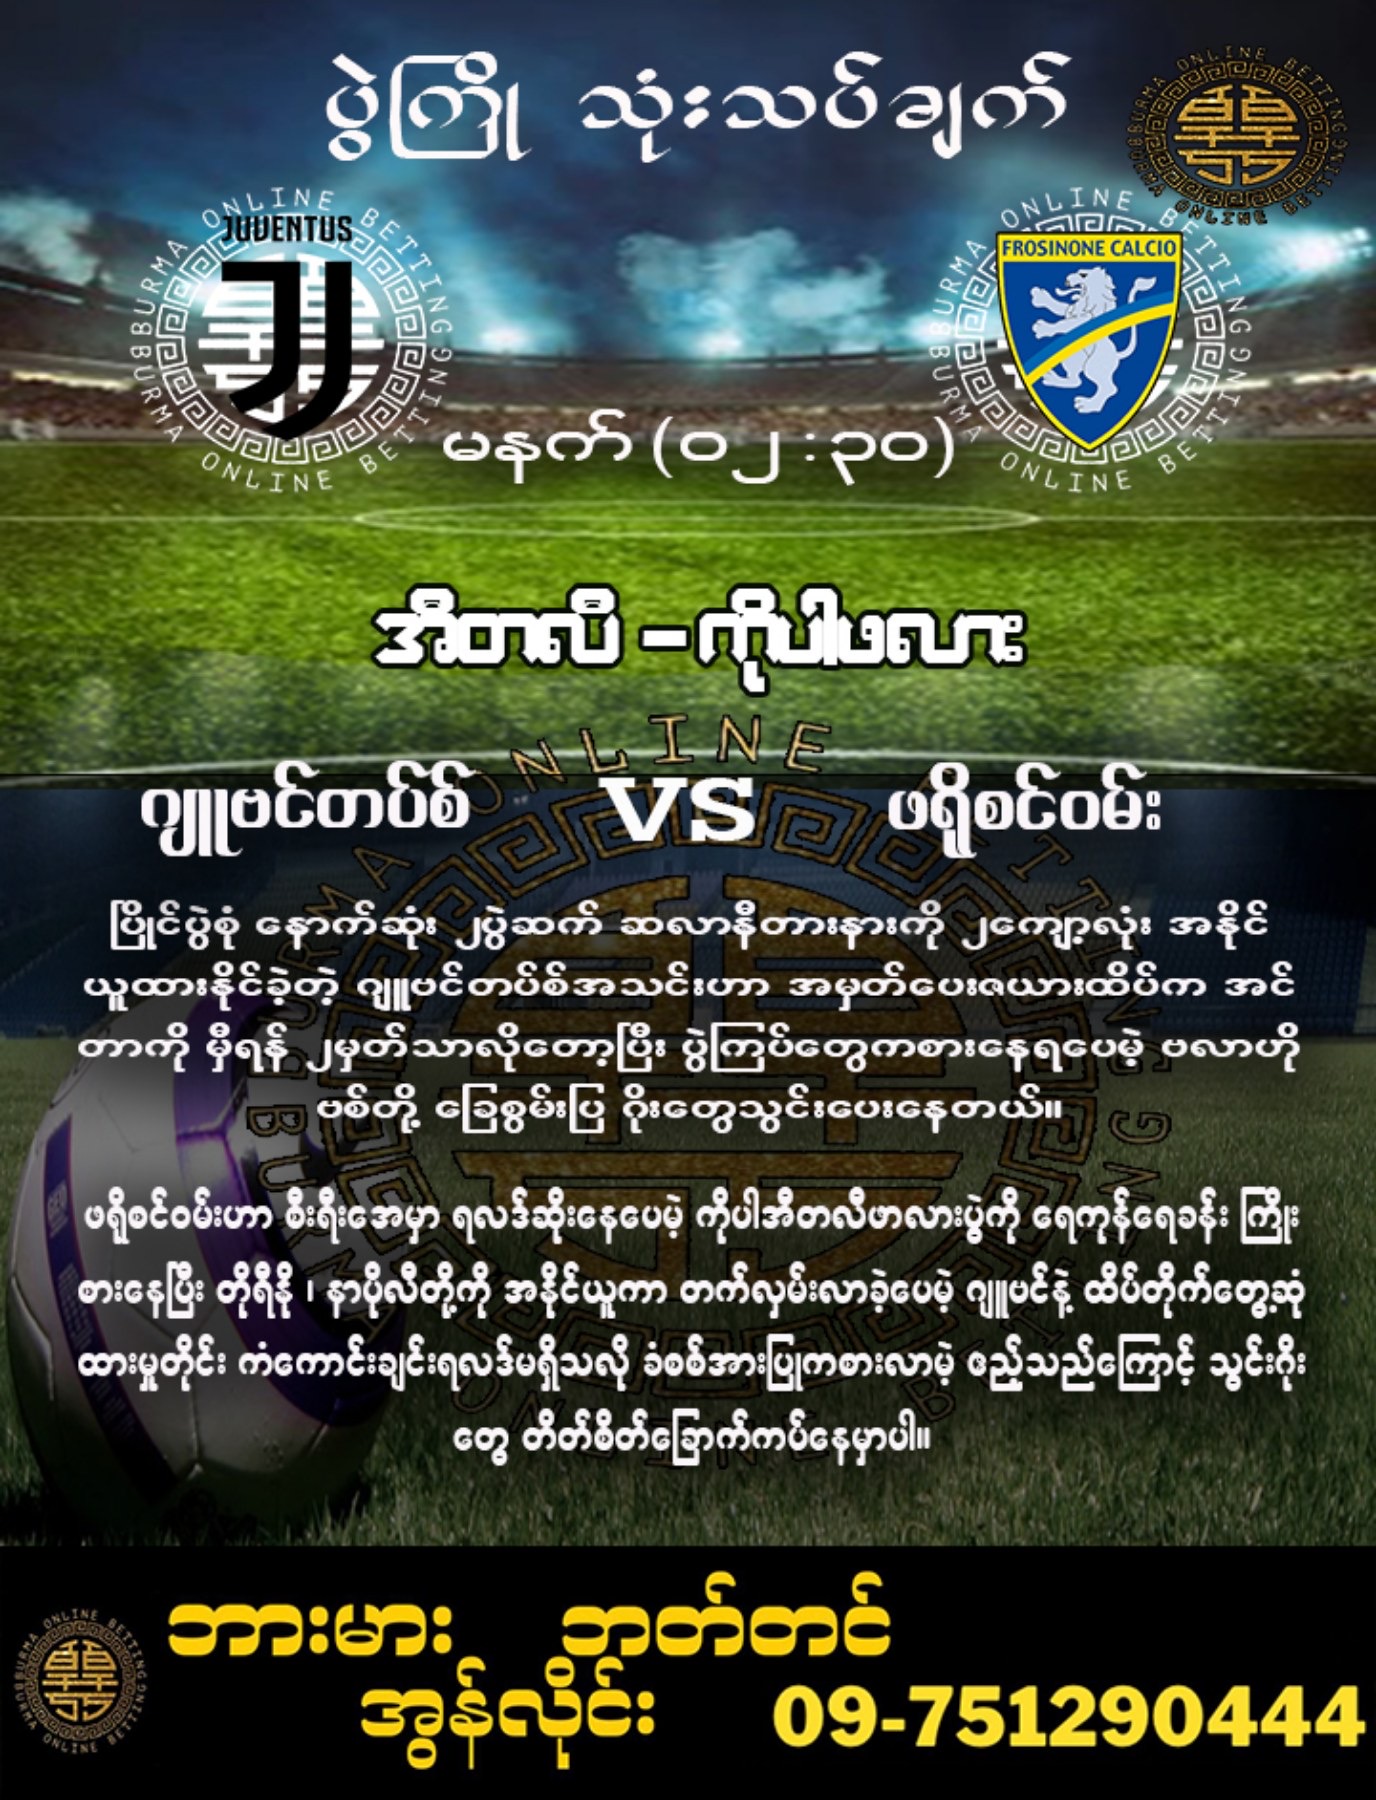 ပွဲကြို သုံးသပ်ချက်
BURMA ONLINE BETTING
JUVENTUS
FROSINONE CALCIO
မနက် (၀၂ : ၃၀)
အီတလီ - ကိုပါဖလား
ဂျူဗင်တပ်စ် VS ဖရိုစင်ဝမ်း
ပြိုင်ပွဲစုံ နောက်ဆုံး ၂ပွဲဆက် ဆလာနီတားနားကို ၂ကျော့လုံး အနိုင်
ယူထားနိုင်ခဲ့တဲ့ ဂျူဗင်တပ်စ်အသင်းဟာ အမှတ်ပေးဇယားထိပ်က အင်
တာကို မှီရန် ၂မှတ်သာလိုတော့ပြီး ပွဲကြပ်တွေကစားနေရပေမဲ့ ဗလာဟို
ဗစ်တို့ ခြေစွမ်းပြ ဂိုးတွေသွင်းပေးနေတယ်။
ဖရိုစင်ဝမ်းဟာ စီးရီးအေမှာ ရလဒ်ဆိုးနေပေမဲ့ ကိုပါအီတလီဖာလားပွဲကို ရေကုန်ရေခန်း ကြိုး
စားနေပြီး တိုရီနို ၊ နာပိုလီတို့ကို အနိုင်ယူကာ တက်လှမ်းလာခဲ့ပေမဲ့ ဂျူဗင်နဲ့ ထိပ်တိုက်တွေ့ဆုံ
ထားမှုတိုင်း ကံကောင်းချင်းရလဒ်မရှိသလို ခံစစ်အားပြုကစားလာမဲ့ ဧည့်သည်ကြောင့် သွင်းဂိုး
တွေ တိတ်စိတ်ခြောက်ကပ်နေမှာပါ။
ဘားမား ဘတ်တင်
အွန်လိုင်း 09-751290444